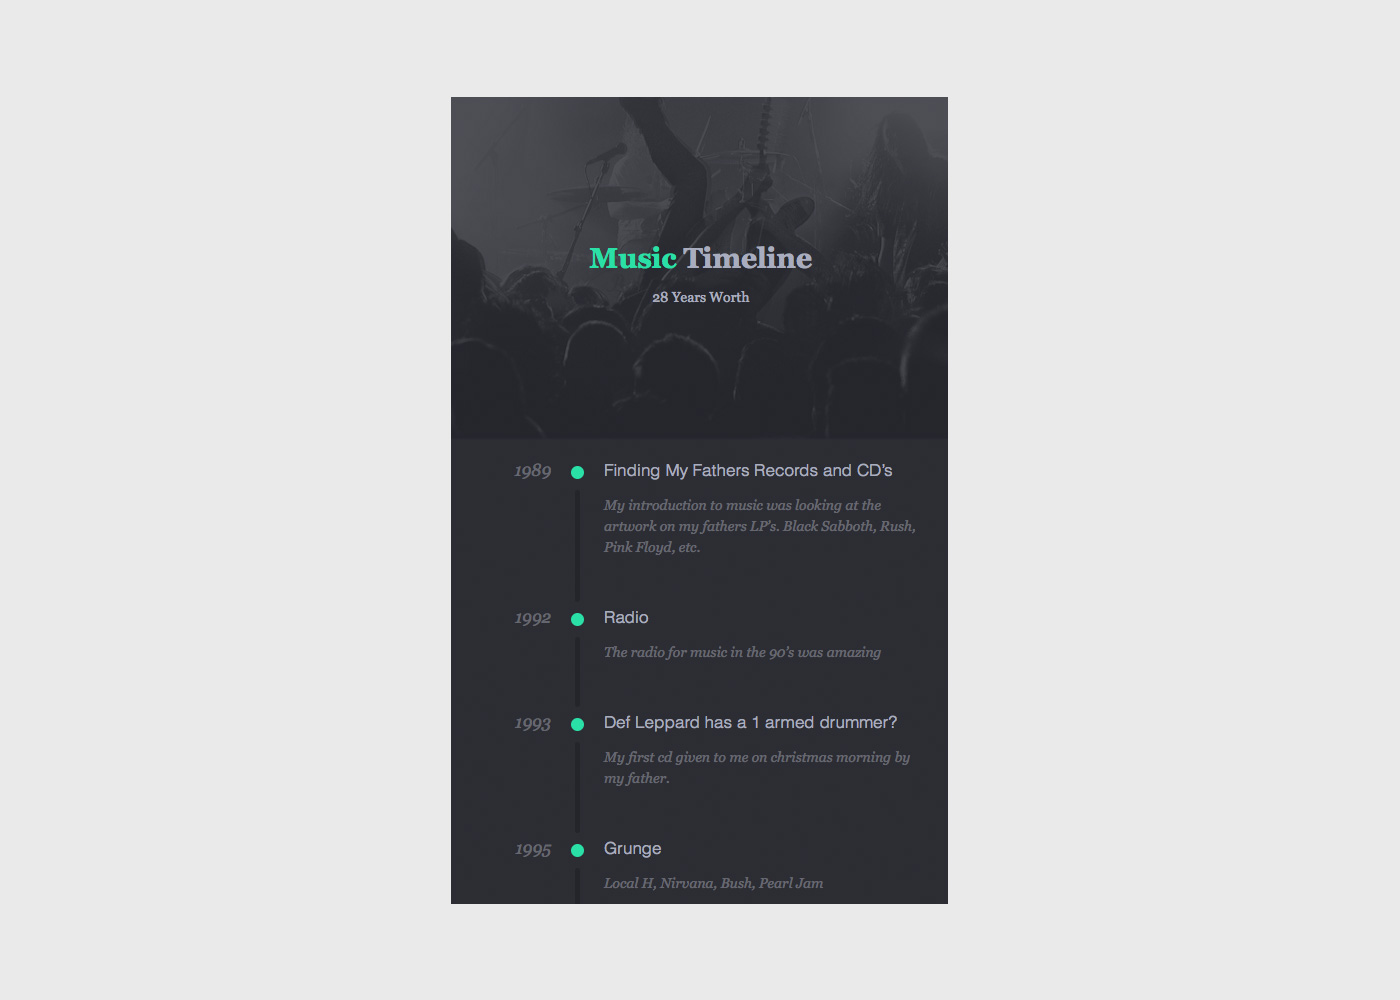 Music Timeline
28 Years Worth
1989 Finding My Fathers Records and CD's
My introduction to music was looking at the
artwork on my fathers LP's. Black Sabboth, Rush,
Pink Floyd, etc.
1992 Radio
The radio for music in the 90's was amazing
1993 Def Leppard has a 1 armed drummer?
My first cd given to me on christmas morning by
my father.
1995 Grunge
Local H, Nirvana, Bush, Pearl Jam